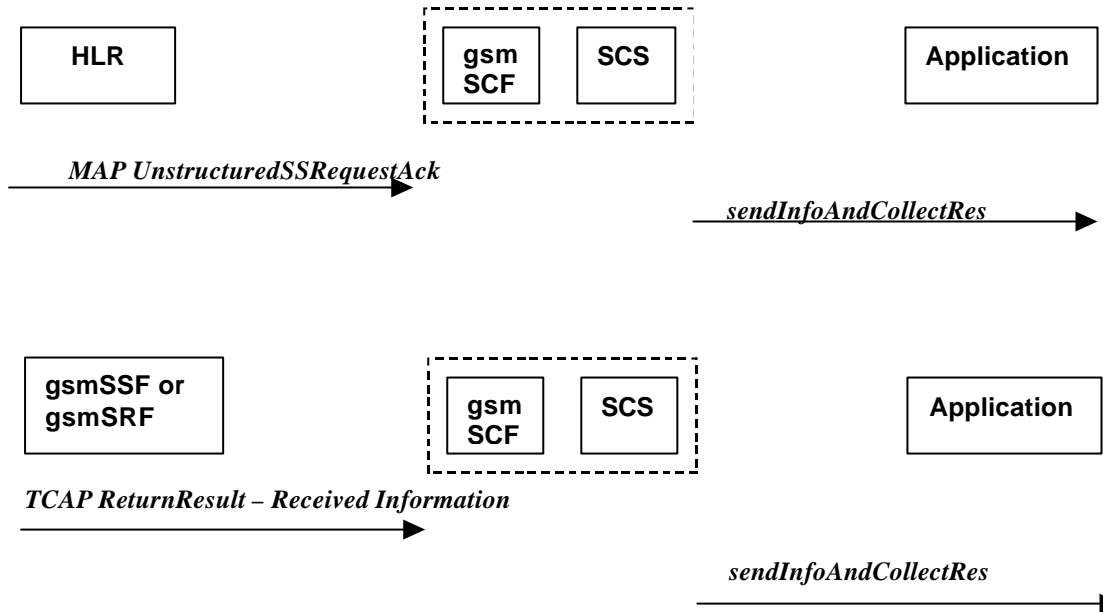 HLR
gsm
SCF
SCS
Application
MAP UnstructuredSSRequestAck
sendInfoAndCollectRes
gsmSSF or
gsmSRF
gsm
SCF
SCS
Application
TCAP ReturnResult – Received Information
sendInfoAndCollectRes